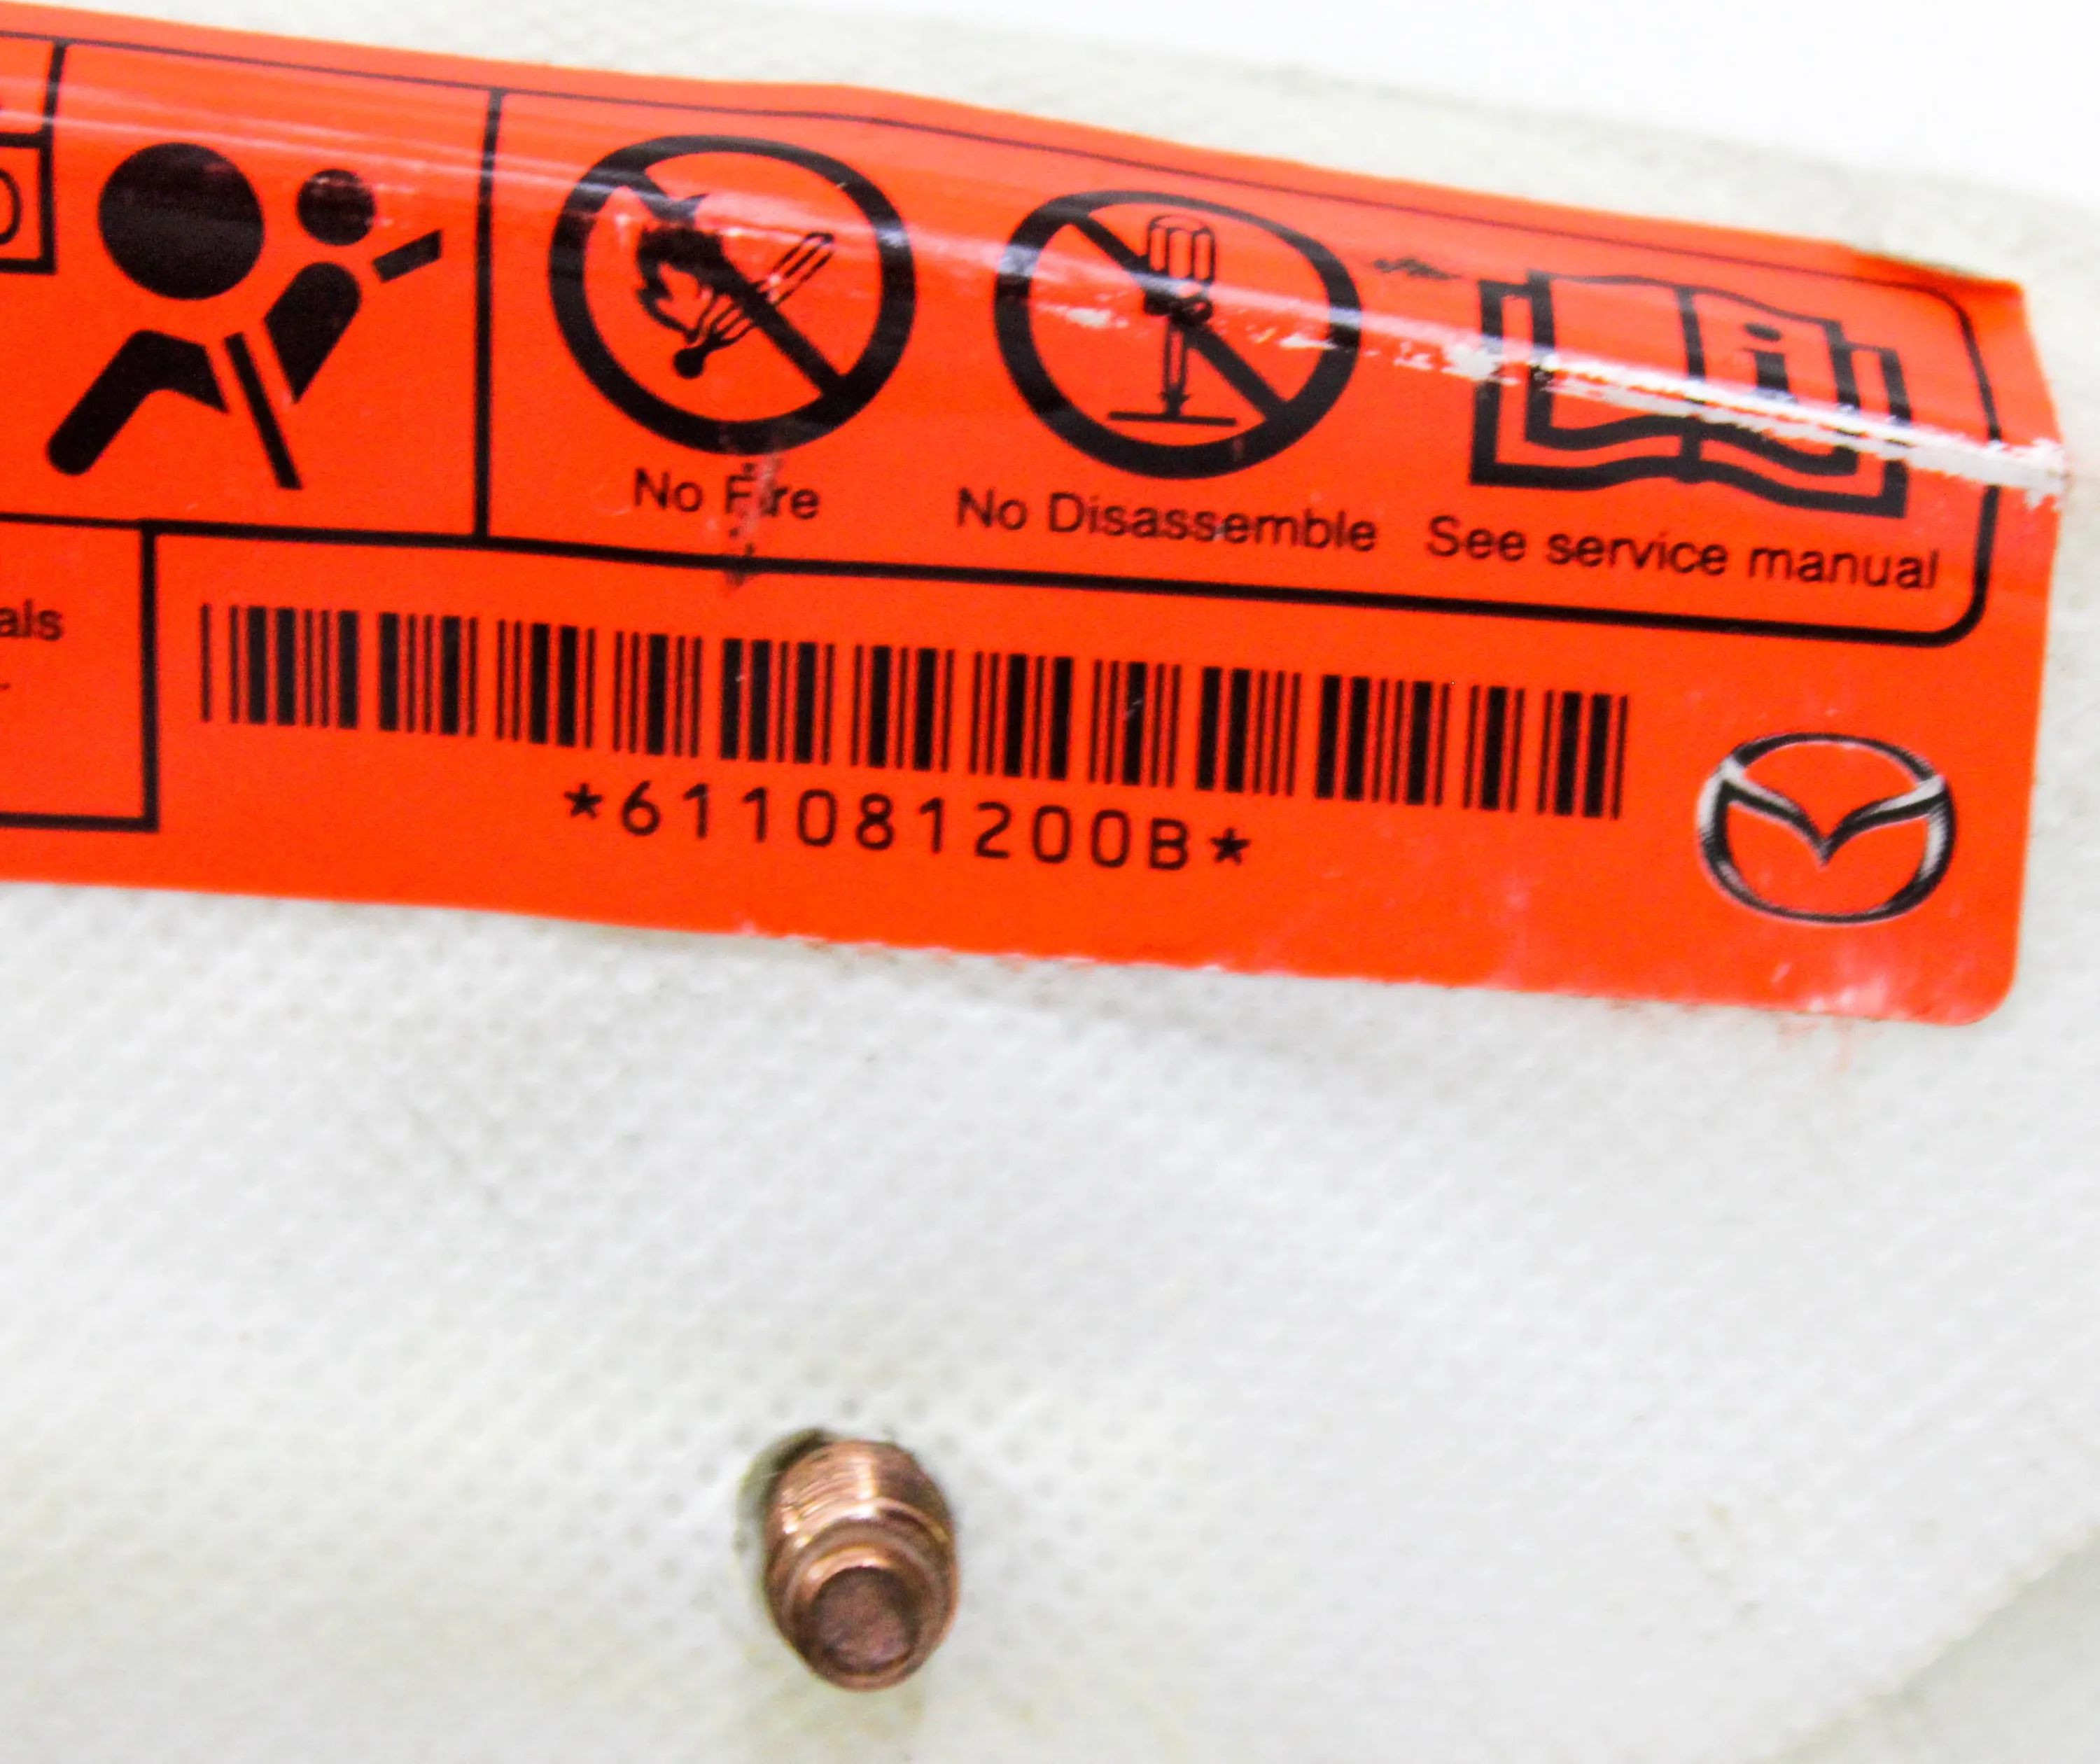 No Fire
No Disassemble
See service manual
als
*611081200B*